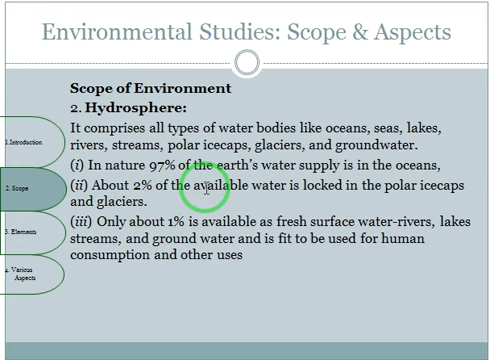 Environmental Studies: Scope & Aspects
Scope of Environment
2. Hydrosphere:
It comprises all types of water bodies like oceans, seas, lakes,
rivers, streams, polar icecaps, glaciers, and groundwater.
(i) In nature 97% of the earth's water supply is in the oceans,
(ii) About 2% of the available water is locked in the polar icecaps
and glaciers.
(iii) Only about 1% is available as fresh surface water-rivers, lakes
streams, and ground water and is fit to be used for human
consumption and other uses
1.Introduction
2. Scope
3. Elements
4. Various
Aspects